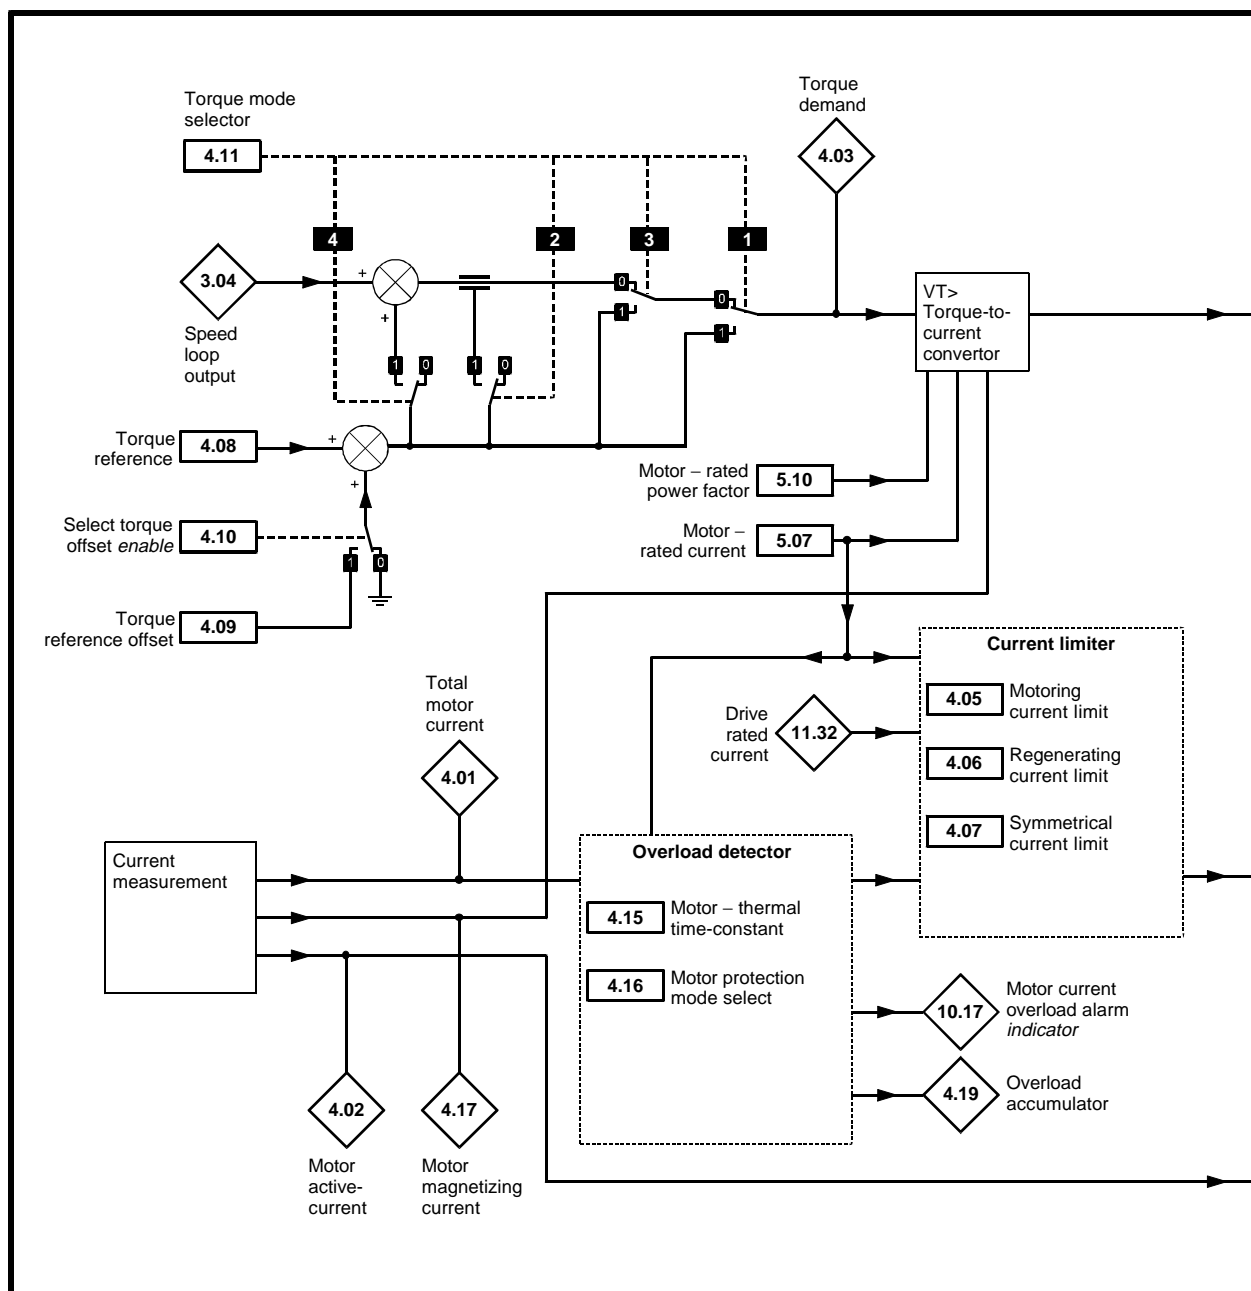 Torque mode
selector
4.11
Torque
demand
4.03
4
2
3
1
3.04
Speed
loop
output
+
+
0
1
0
1
1
0
1
0
VT>
Torque-to-
current
convertor
Torque
reference
4.08
+
+
Select torque
offset enable
4.10
1
0
Torque
reference offset
4.09
Motor – rated
power factor
5.10
Motor –
rated current
5.07
Total
motor
current
4.01
Drive
rated
current
11.32
Current limiter
4.05
Motoring
current limit
4.06
Regenerating
current limit
4.07
Symmetrical
current limit
Current
measurement
Overload detector
4.15
Motor – thermal
time-constant
4.16
Motor protection
mode select
10.17
Motor current
overload alarm
indicator
4.19
Overload
accumulator
4.02
Motor
active-
current
4.17
Motor
magnetizing
current